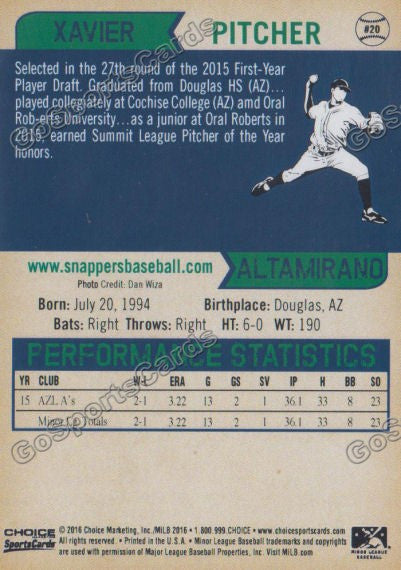 XAVIER
PITCHER
#20
Selected in the 27th round of the 2015 First-Year
Player Draft. Graduated from Douglas HS (AZ)...
played collegiately at Cochise College (AZ) amd Oral
Roberts University...as a junior at Oral Roberts in
2015, earned Summit League Pitcher of the Year
honors.
www.snappersbaseball.com
ALTAMIRANO
Photo Credit: Dan Wiza
Born: July 20, 1994 Birthplace: Douglas, AZ
Bats: Right Throws: Right HT: 6-0 WT: 190
PERFORMANCE STATISTICS
YR CLUB W-L ERA G GS SV IP H BB SO
15 AZL A's 2-1 3.22 13 2 1 36.1 33 8 23
Minor Lg. Totals 2-1 3.22 13 2 1 36.1 33 8 23
CHOICE
SportsCards
© 2016 Choice Marketing, Inc./MiLB 2016 • 1.800.999.CHOICE • www.choicesportscards.com
All rights reserved. • Printed in the U.S.A. • Minor League Baseball trademarks and copyrights
are used with permission of Major League Baseball Properties, Inc. Visit MiLB.com
MINOR LEAGUE
BASEBALL
GoSportsCards
GoSportsCards
GoSportsCards
GoSportsCards